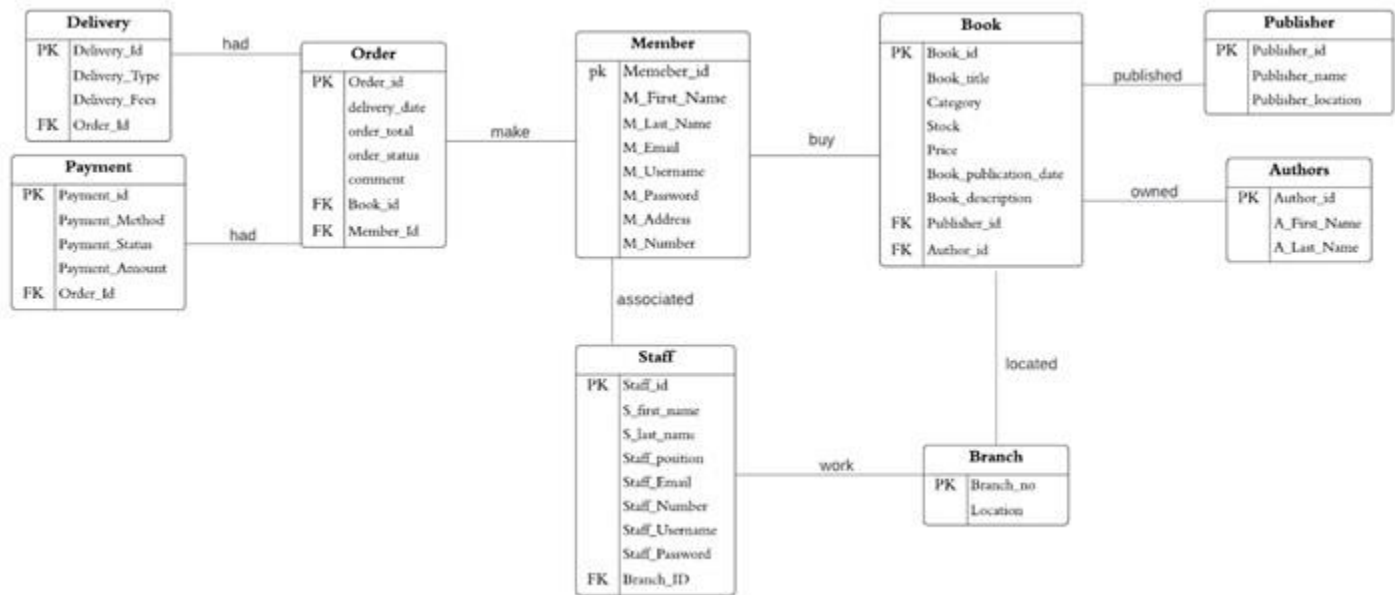 Delivery
PK Delivery_Id
Delivery_Type
Delivery_Fees
FK Order_Id
had
Order
PK Order_id
delivery_date
order_total
order_status
comment
FK Book_id
FK Member_Id
Payment
PK Payment_id
Payment_Method
Payment_Status
Payment_Amount
FK Order_Id
had
make
Member
pk Memeber_id
M_First_Name
M_Last_Name
M_Email
M_Username
M_Password
M_Address
M_Number
buy
Book
PK Book_id
Book_title
Category
Stock
Price
Book_publication_date
Book_description
FK Publisher_id
FK Author_id
published
Publisher
PK Publisher_id
Publisher_name
Publisher_location
owned
Authors
PK Author_id
A_First_Name
A_Last_Name
associated
Staff
PK Staff_id
S_first_name
S_last_name
Staff_position
Staff_Email
Staff_Number
Staff_Username
Staff_Password
FK Branch_ID
work
located
Branch
PK Branch_no
Location